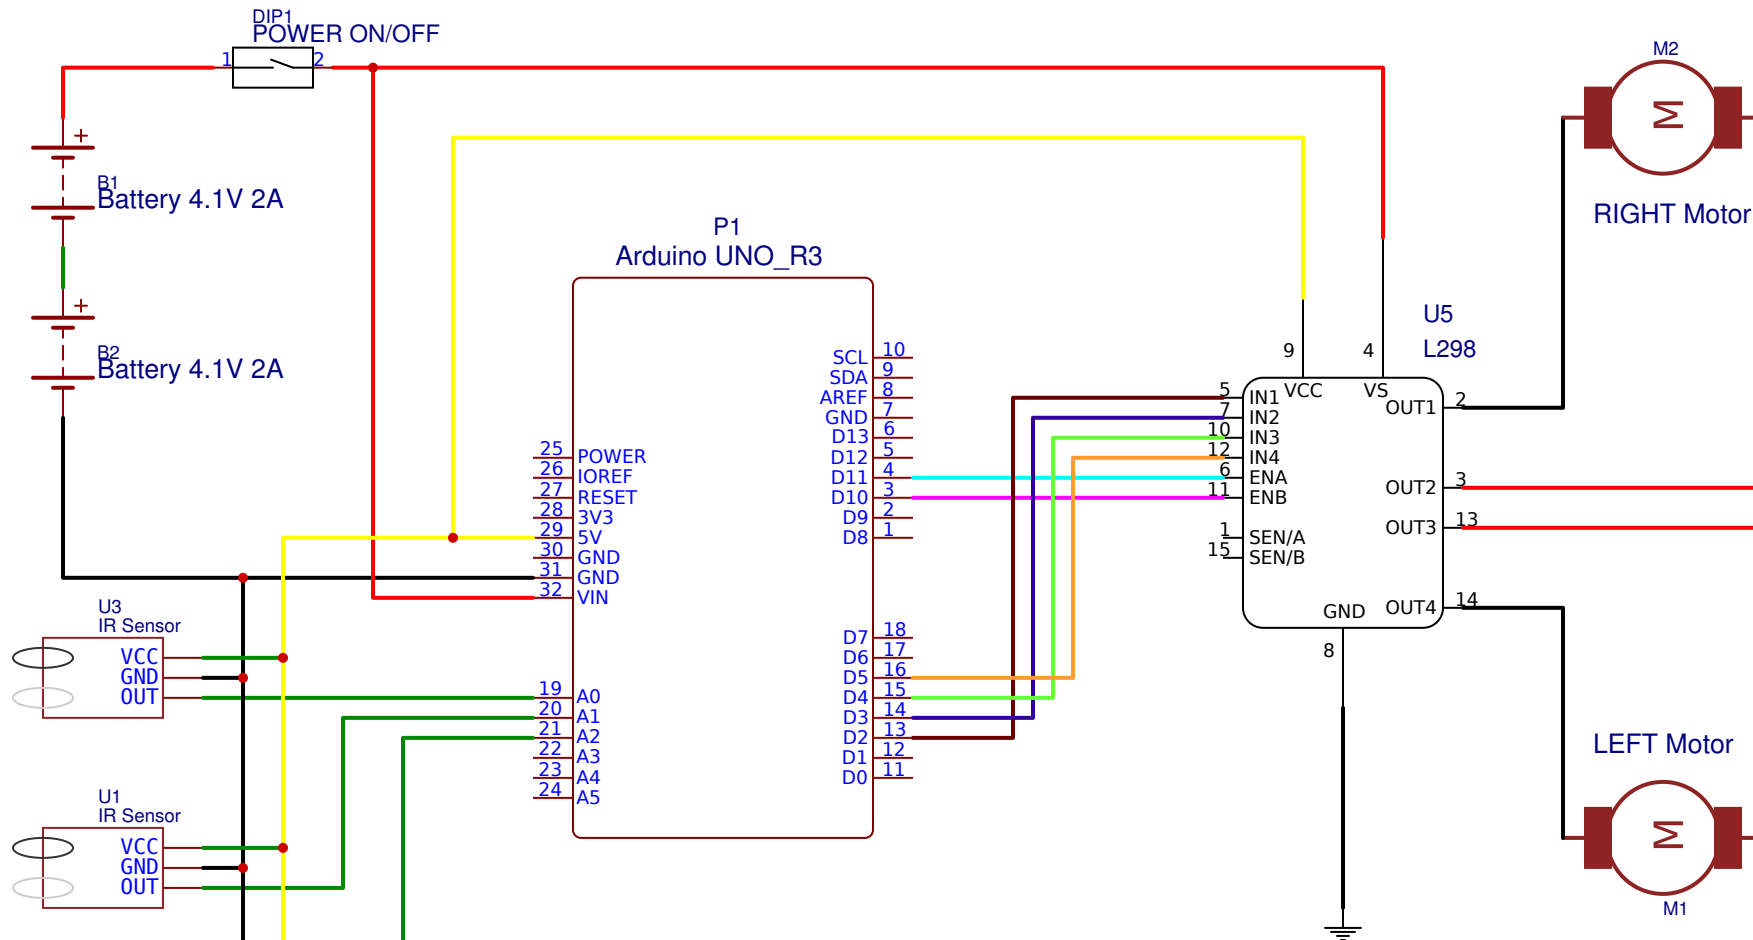 DIP1
POWER ON/OFF
1
2
+
B1
Battery 4.1V 2A
+
B2
Battery 4.1V 2A
P1
Arduino UNO_R3
25 POWER
26 IOREF
27 RESET
28 3V3
29 5V
30 GND
31 GND
32 VIN
19 A0
20 A1
21 A2
22 A3
23 A4
24 A5
SCL 10
SDA 9
AREF 8
GND 7
D13 6
D12 5
D11 4
D10 3
D9 2
D8 1
D7 18
D6 17
D5 16
D4 15
D3 14
D2 13
D1 12
D0 11
U3
IR Sensor
VCC
GND
OUT
U1
IR Sensor
VCC
GND
OUT
U5
L298
9
4
VCC
VS
5 IN1
7 IN2
10 IN3
12 IN4
6 ENA
11 ENB
1 SEN/A
15 SEN/B
OUT1 2
OUT2 3
OUT3 13
OUT4 14
GND
8
M2
M
RIGHT Motor
LEFT Motor
M
M1